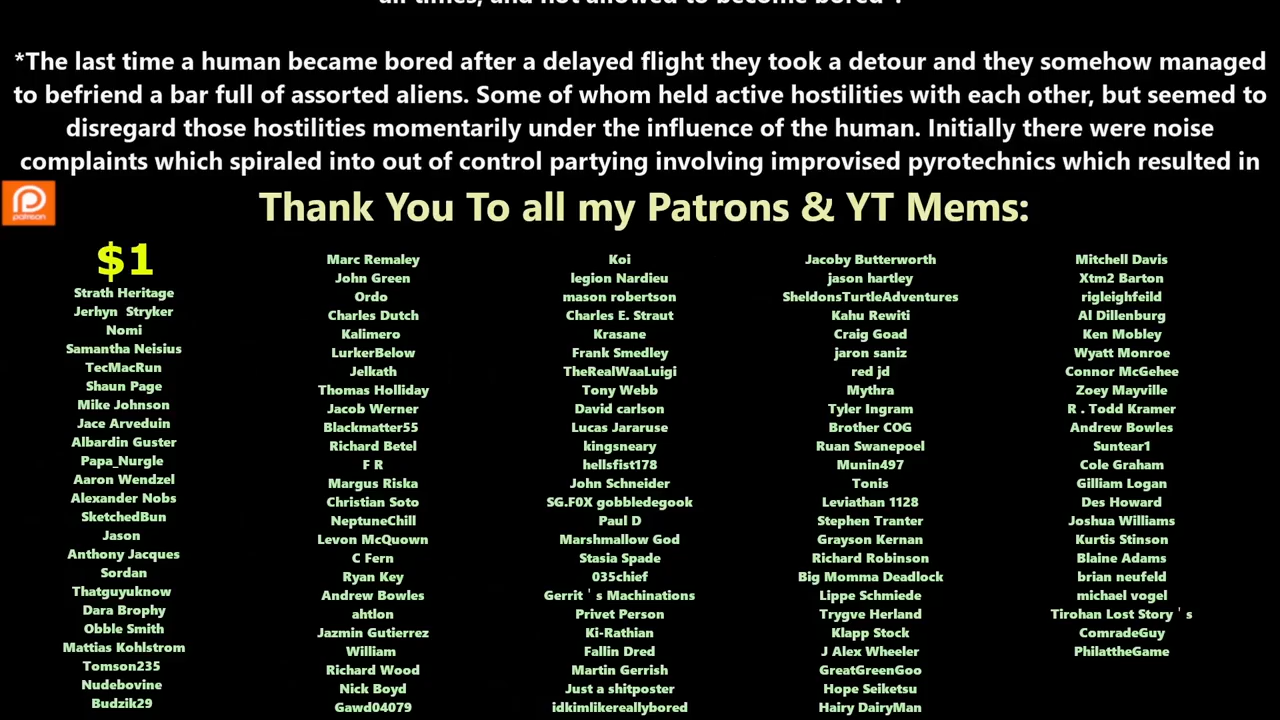 all times, and not allowed to become bored*.
*The last time a human became bored after a delayed flight they took a detour and they somehow managed
to befriend a bar full of assorted aliens. Some of whom held active hostilities with each other, but seemed to
disregard those hostilities momentarily under the influence of the human. Initially there were noise
complaints which spiraled into out of control partying involving improvised pyrotechnics which resulted in
patreon
Thank You To all my Patrons & YT Mems:
$1
Strath Heritage
Jerhyn  Stryker
Nomi
Samantha Neisius
TecMacRun
Shaun Page
Mike Johnson
Jace Arveduin
Albardin Guster
Papa_Nurgle
Aaron Wendzel
Alexander Nobs
SketchedBun
Jason
Anthony Jacques
Sordan
Thatguyuknow
Dara Brophy
Obble Smith
Mattias Kohlstrom
Tomson235
Nudebovine
Budzik29
Marc Remaley
John Green
Ordo
Charles Dutch
Kalimero
LurkerBelow
Jelkath
Thomas Holliday
Jacob Werner
Blackmatter55
Richard Betel
F R
Margus Riska
Christian Soto
NeptuneChill
Levon McQuown
C Fern
Ryan Key
Andrew Bowles
ahtlon
Jazmin Gutierrez
William
Richard Wood
Nick Boyd
Gawd04079
Koi
legion Nardieu
mason robertson
Charles E. Straut
Krasane
Frank Smedley
TheRealWaaLuigi
Tony Webb
David carlson
Lucas Jararuse
kingsneary
hellsfist178
John Schneider
SG.F0X gobbledegook
Paul D
Marshmallow God
Stasia Spade
035chief
Gerrit ' s Machinations
Privet Person
Ki-Rathian
Fallin Dred
Martin Gerrish
Just a shitposter
idkimlikereallybored
Jacoby Butterworth
jason hartley
SheldonsTurtleAdventures
Kahu Rewiti
Craig Goad
jaron saniz
red jd
Mythra
Tyler Ingram
Brother COG
Ruan Swanepoel
Munin497
Tonis
Leviathan 1128
Stephen Tranter
Grayson Kernan
Richard Robinson
Big Momma Deadlock
Lippe Schmiede
Trygve Herland
Klapp Stock
J Alex Wheeler
GreatGreenGoo
Hope Seiketsu
Hairy DairyMan
Mitchell Davis
Xtm2 Barton
rigleighfeild
Al Dillenburg
Ken Mobley
Wyatt Monroe
Connor McGehee
Zoey Mayville
R . Todd Kramer
Andrew Bowles
Suntear1
Cole Graham
Gilliam Logan
Des Howard
Joshua Williams
Kurtis Stinson
Blaine Adams
brian neufeld
michael vogel
Tirohan Lost Story ' s
ComradeGuy
PhilattheGame